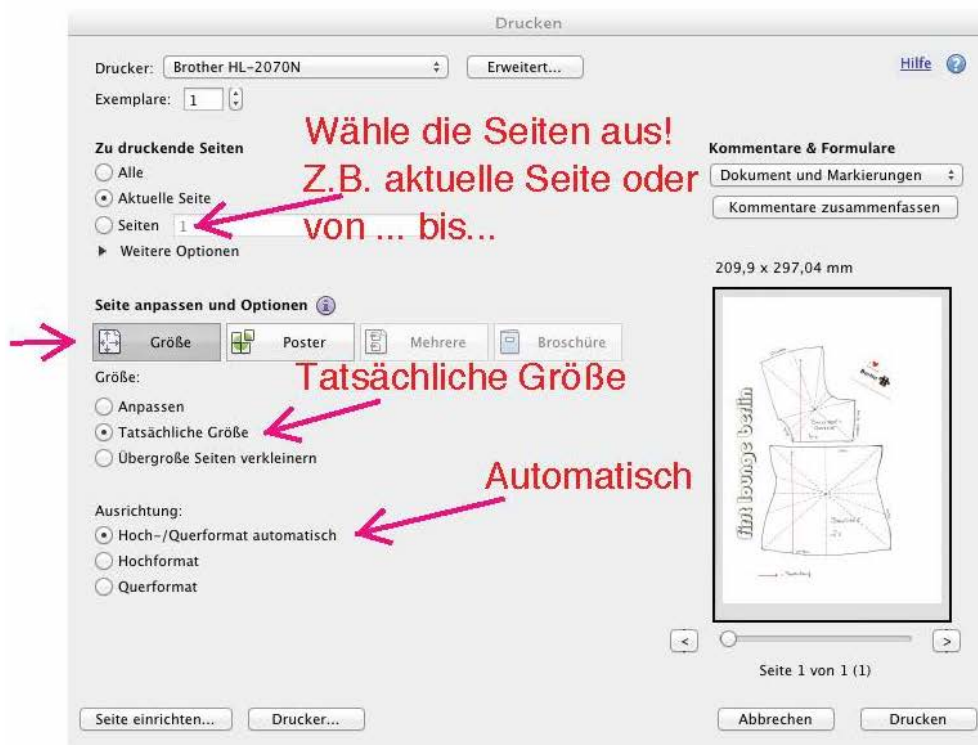 Drucken
Drucker: Brother HL-2070N Erweitert... Hilfe ?
Exemplare: 1
Wähle die Seiten aus!
Z.B. aktuelle Seite oder
von ... bis...
Zu druckende Seiten
Alle
Aktuelle Seite
Seiten 1
Weitere Optionen
Kommentare & Formulare
Dokument und Markierungen
Kommentare zusammenfassen
209,9 x 297,04 mm
Seite anpassen und Optionen
Größe Poster Mehrere Broschüre
Größe:
Tatsächliche Größe
Anpassen
Tatsächliche Größe
Übergroße Seiten verkleinern
Automatisch
Ausrichtung:
Hoch-/Querformat automatisch
Hochformat
Querformat
first lounge berlin
< >
Seite 1 von 1 (1)
Seite einrichten... Drucker... Abbrechen Drucken